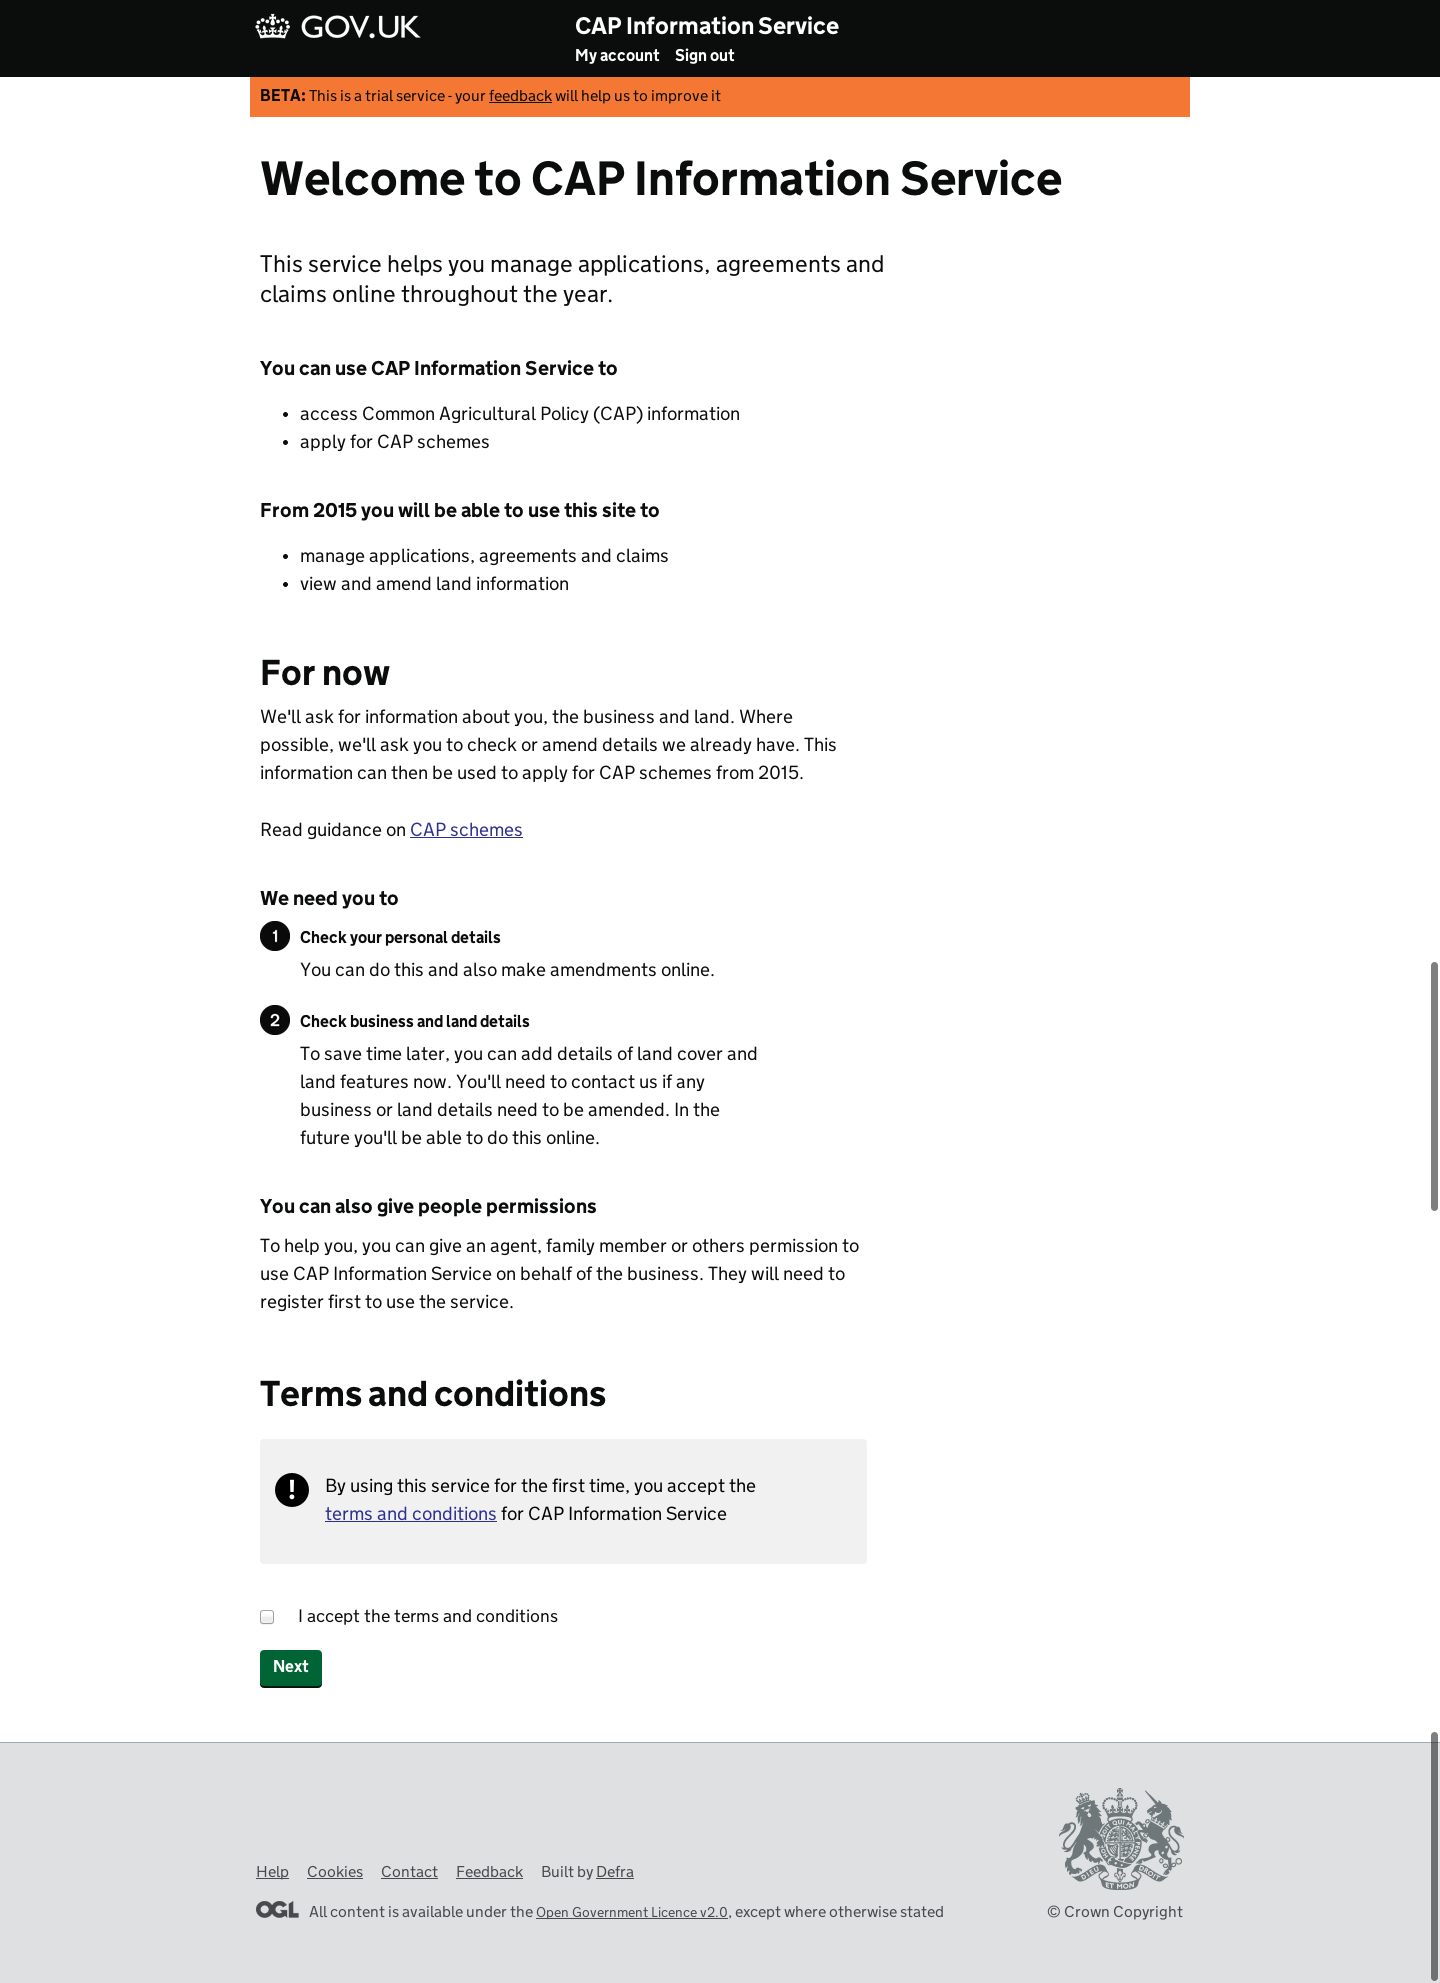 GOV.UK
CAP Information Service
My account Sign out
BETA: This is a trial service - your feedback will help us to improve it
Welcome to CAP Information Service
This service helps you manage applications, agreements and
claims online throughout the year.
You can use CAP Information Service to
• access Common Agricultural Policy (CAP) information
• apply for CAP schemes
From 2015 you will be able to use this site to
• manage applications, agreements and claims
• view and amend land information
For now
We'll ask for information about you, the business and land. Where
possible, we'll ask you to check or amend details we already have. This
information can then be used to apply for CAP schemes from 2015.
Read guidance on CAP schemes
We need you to
1 Check your personal details
You can do this and also make amendments online.
2 Check business and land details
To save time later, you can add details of land cover and
land features now. You'll need to contact us if any
business or land details need to be amended. In the
future you'll be able to do this online.
You can also give people permissions
To help you, you can give an agent, family member or others permission to
use CAP Information Service on behalf of the business. They will need to
register first to use the service.
Terms and conditions
! By using this service for the first time, you accept the
terms and conditions for CAP Information Service
I accept the terms and conditions
Next
Help Cookies Contact Feedback Built by Defra
OGL All content is available under the Open Government Licence v2.0, except where otherwise stated
© Crown Copyright